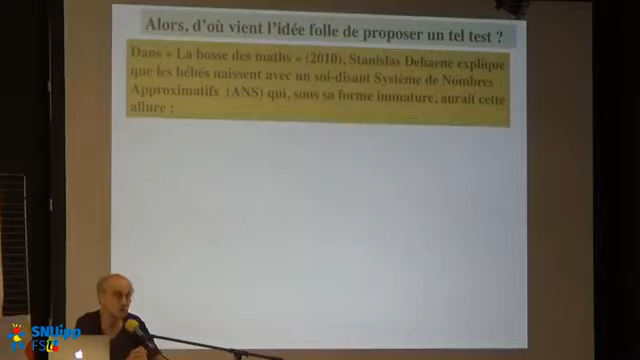 Alors, d'où vient l'idée folle de proposer un tel test ?
Dans « La bosse des maths » (2010), Stanislas Dehaene explique
que les bébés naissent avec un soi-disant Système de Nombres
Approximatifs (ANS) qui, sous sa forme immature, aurait cette
allure :
SNUipp
FSU